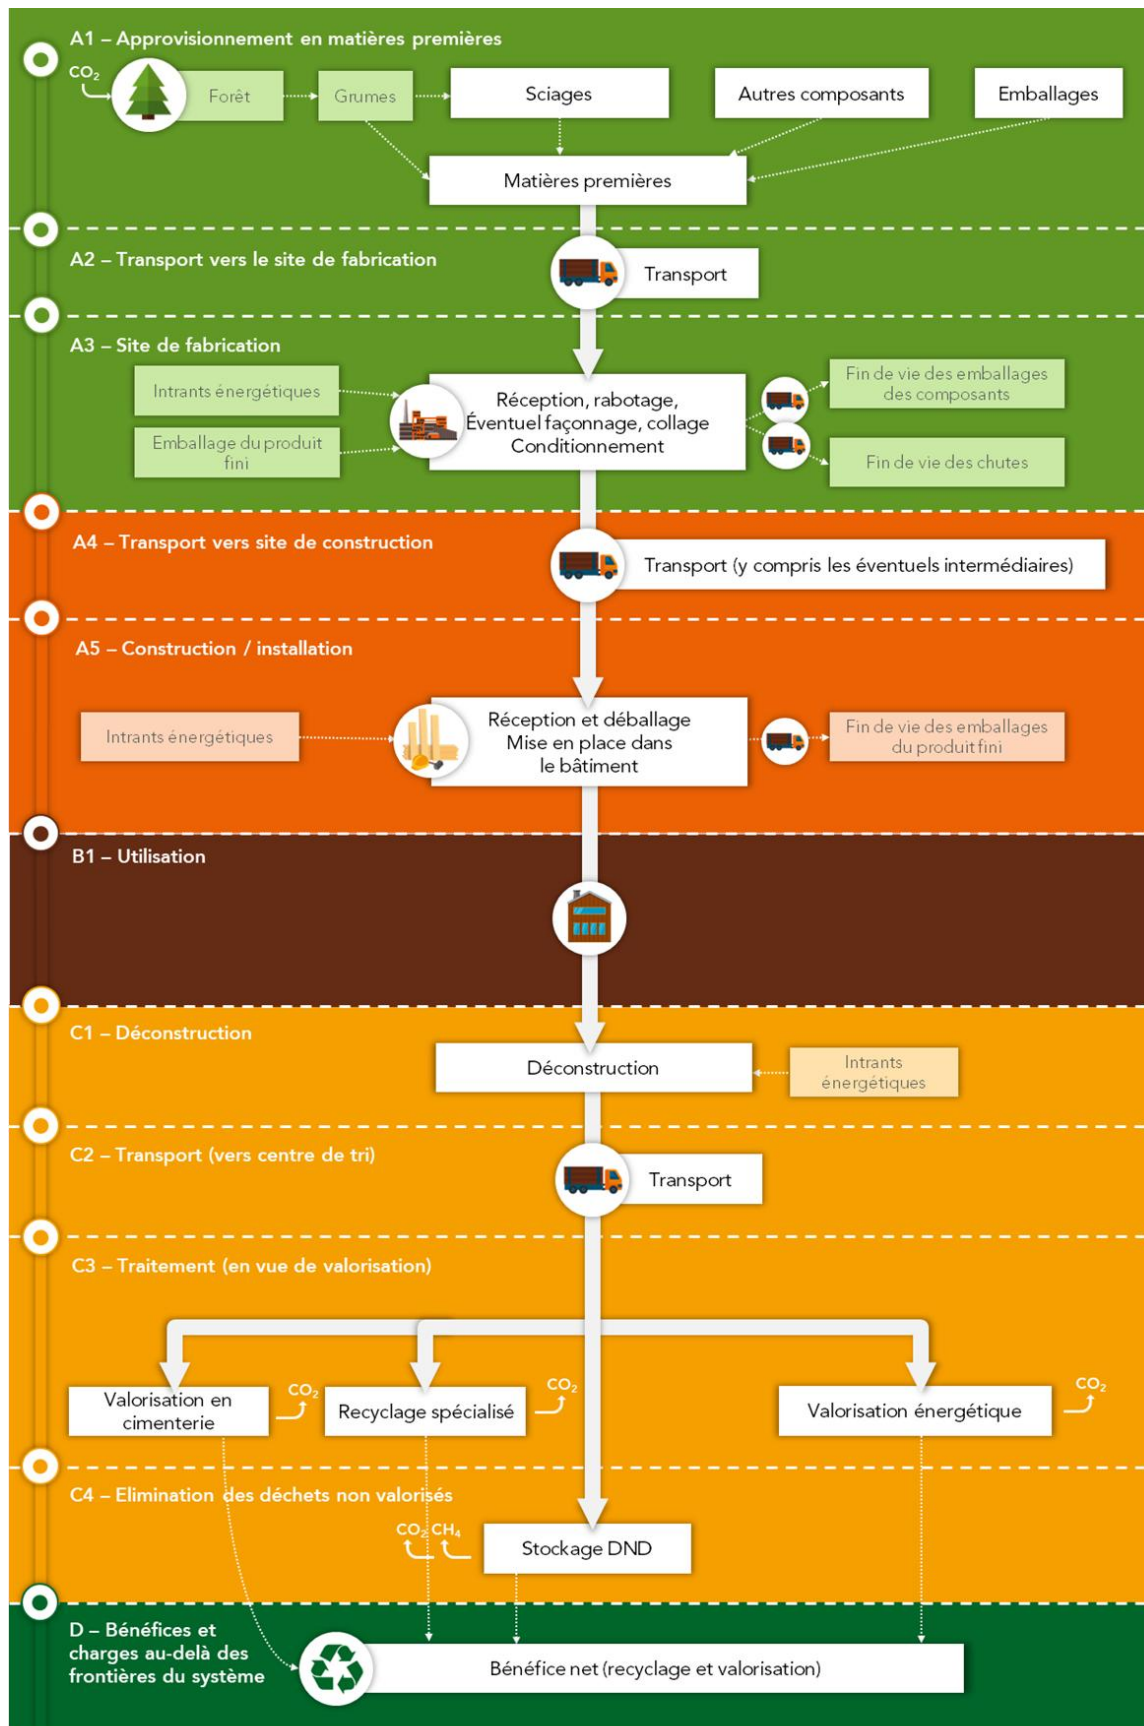 A1 – Approvisionnement en matières premières
CO₂
Forêt
Grumes
Sciages
Autres composants
Emballages
Matières premières
A2 – Transport vers le site de fabrication
Transport
A3 – Site de fabrication
Intrants énergétiques
Emballage du produit
fini
Réception, rabotage,
Éventuel façonnage, collage
Conditionnement
Fin de vie des emballages
des composants
Fin de vie des chutes
A4 – Transport vers site de construction
Transport (y compris les éventuels intermédiaires)
A5 – Construction / installation
Intrants énergétiques
Réception et déballage
Mise en place dans
le bâtiment
Fin de vie des emballages
du produit fini
B1 – Utilisation
C1 – Déconstruction
Déconstruction
Intrants
énergétiques
C2 – Transport (vers centre de tri)
Transport
C3 – Traitement (en vue de valorisation)
Valorisation en
cimenterie
CO₂
Recyclage spécialisé
CO₂
Valorisation énergétique
CO₂
C4 – Elimination des déchets non valorisés
CO₂ CH₄
Stockage DND
D – Bénéfices et
charges au-delà des
frontières du système
Bénéfice net (recyclage et valorisation)